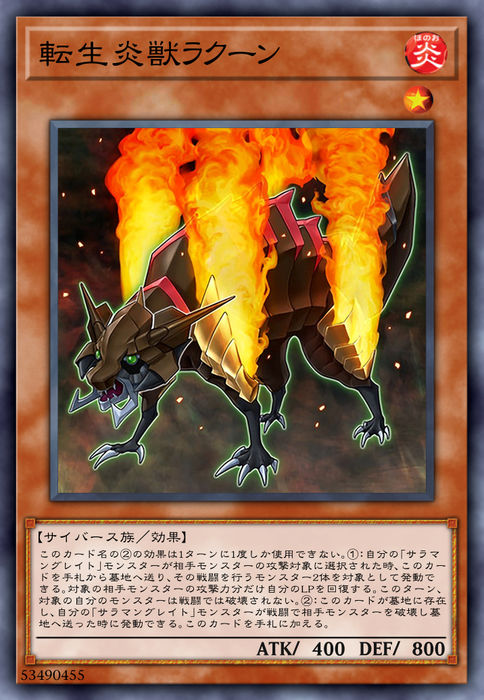 転生炎獣ラクーン
ほのお
炎
【サイバース族／効果】
このカード名の②の効果は1ターンに1度しか使用できない。①：自分の「サラマ
ングレイト」モンスターが相手モンスターの攻撃対象に選択された時、このカー
ドを手札から墓地へ送り、その戦闘を行うモンスター2体を対象として発動で
きる。対象の相手モンスターの攻撃力分だけ自分のLPを回復する。このターン、
対象の自分のモンスターは戦闘では破壊されない。②：このカードが墓地に存在
し、自分の「サラマングレイト」モンスターが戦闘で相手モンスターを破壊し墓
地へ送った時に発動できる。このカードを手札に加える。
ATK/ 400 DEF/ 800
53490455